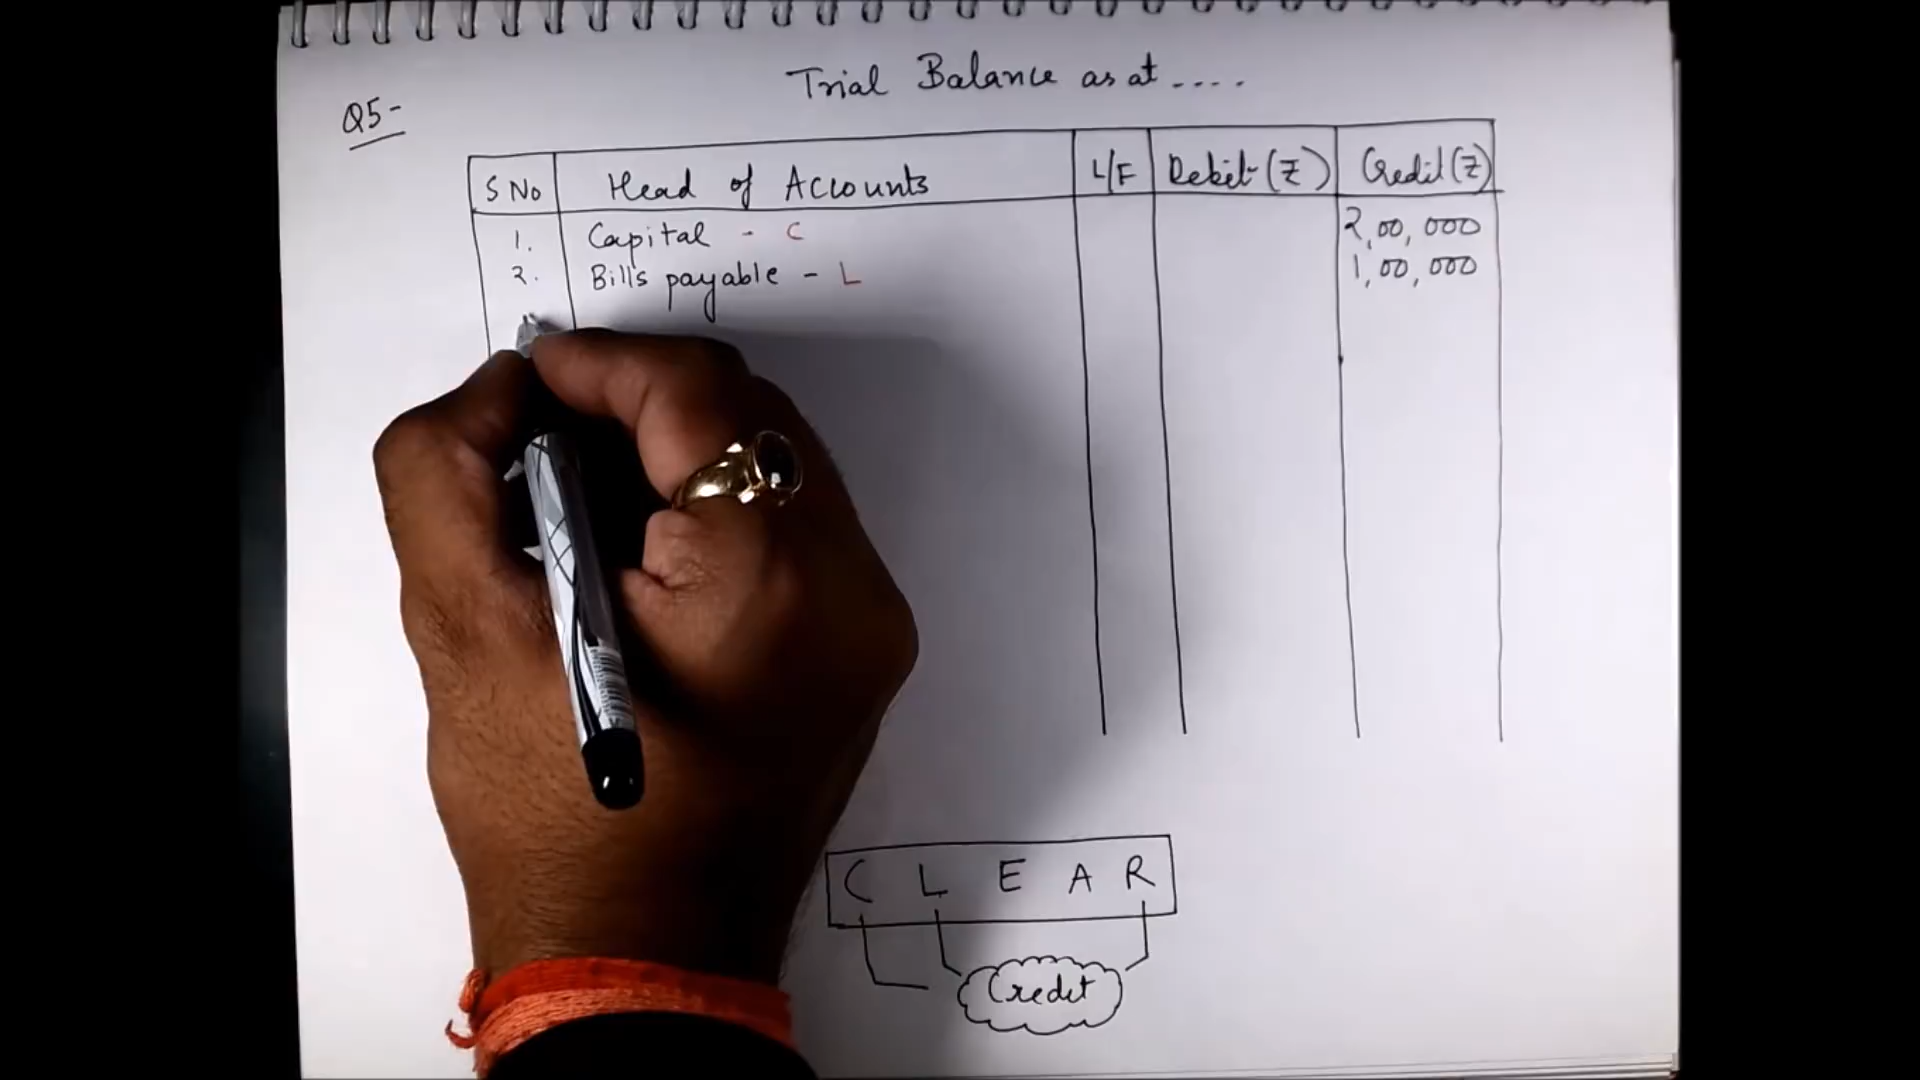 Trial Balance as at ....
Q5-
S No Head of Accounts L/F Debit (₹) Credit (₹)
1. Capital - C 2,00,000
2. Bills payable - L 1,00,000
C L E A R
Credit